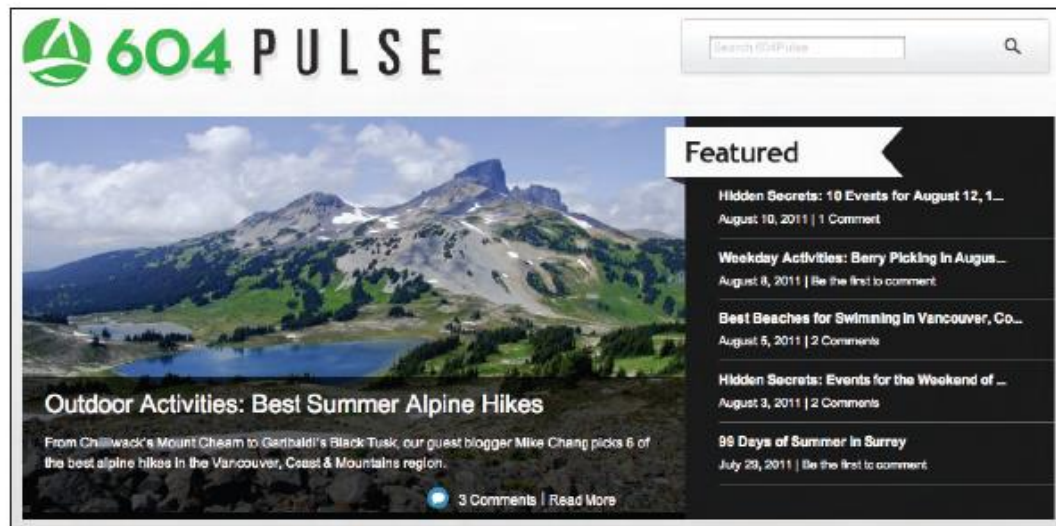 604 PULSE
Search 604Pulse
Featured
Hidden Secrets: 10 Events for August 12, 1...
August 10, 2011 | 1 Comment
Weekday Activities: Berry Picking in Augus...
August 8, 2011 | Be the first to comment
Best Beaches for Swimming in Vancouver, Co...
August 5, 2011 | 2 Comments
Hidden Secrets: Events for the Weekend of ...
August 3, 2011 | 2 Comments
99 Days of Summer in Surrey
July 29, 2011 | Be the first to comment
Outdoor Activities: Best Summer Alpine Hikes
From Chilliwack's Mount Cheam to Garibaldi's Black Tusk, our guest blogger Mike Chang picks 6 of
the best alpine hikes in the Vancouver, Coast & Mountains region.
3 Comments | Read More